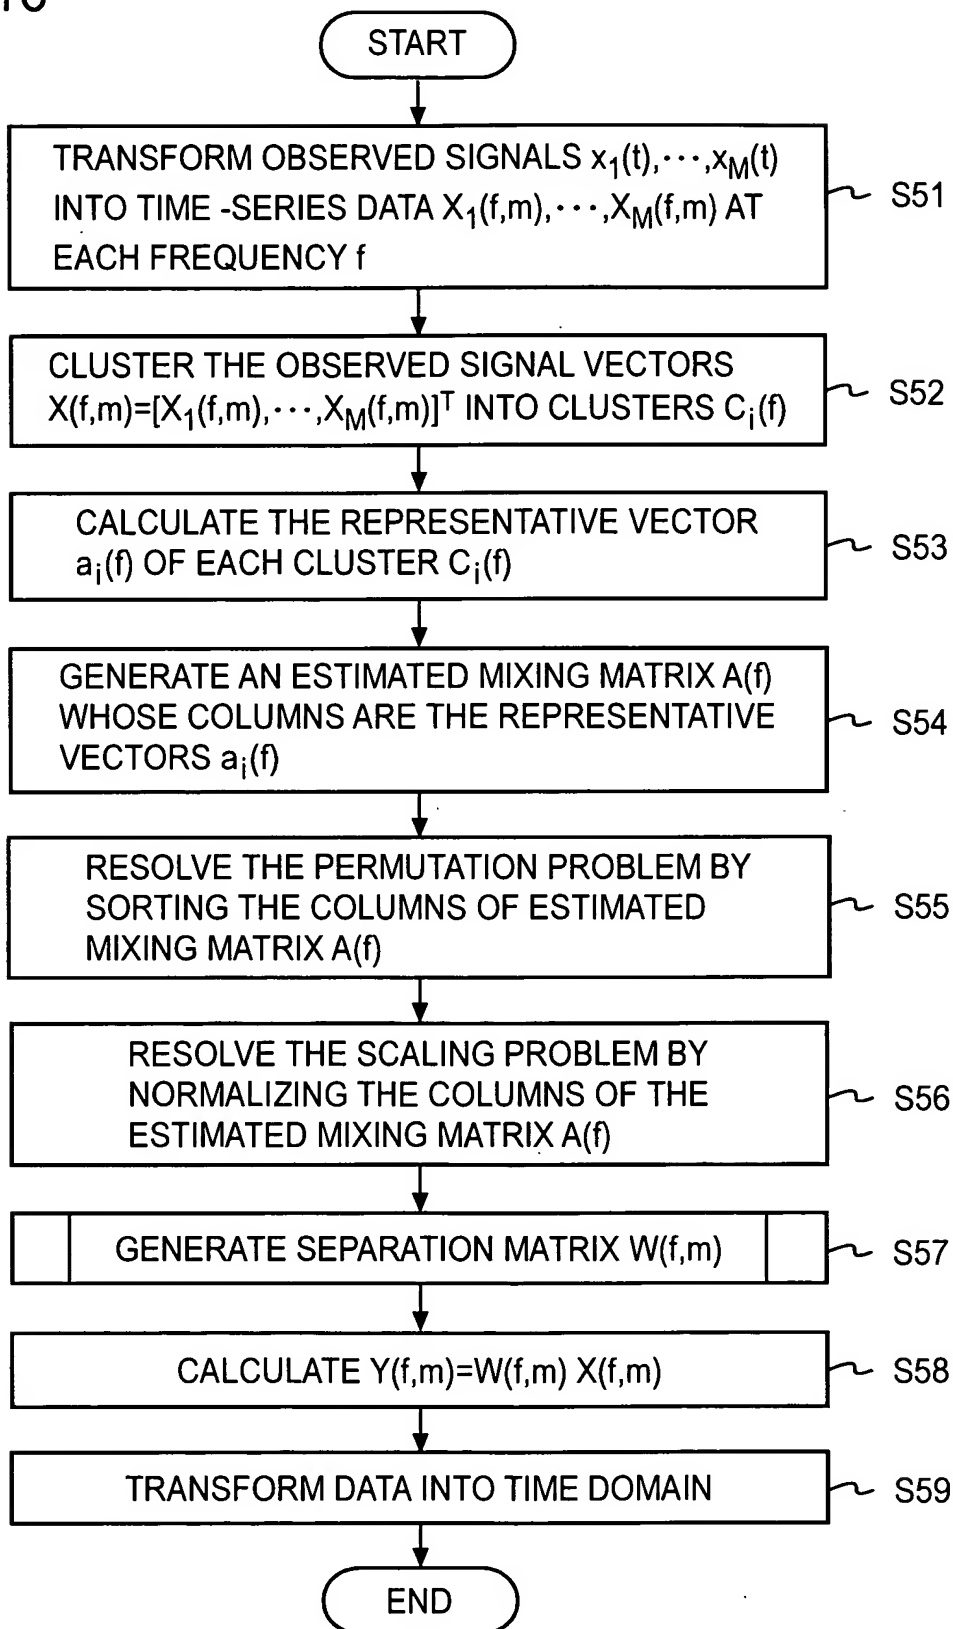 START
TRANSFORM OBSERVED SIGNALS x₁(t),⋯,x_M(t)
INTO TIME -SERIES DATA X₁(f,m),⋯,X_M(f,m) AT
EACH FREQUENCY f
S51
CLUSTER THE OBSERVED SIGNAL VECTORS
X(f,m)=[X₁(f,m),⋯,X_M(f,m)]ᵀ INTO CLUSTERS Cᵢ(f)
S52
CALCULATE THE REPRESENTATIVE VECTOR
aᵢ(f) OF EACH CLUSTER Cᵢ(f)
S53
GENERATE AN ESTIMATED MIXING MATRIX A(f)
WHOSE COLUMNS ARE THE REPRESENTATIVE
VECTORS aᵢ(f)
S54
RESOLVE THE PERMUTATION PROBLEM BY
SORTING THE COLUMNS OF ESTIMATED
MIXING MATRIX A(f)
S55
RESOLVE THE SCALING PROBLEM BY
NORMALIZING THE COLUMNS OF THE
ESTIMATED MIXING MATRIX A(f)
S56
GENERATE SEPARATION MATRIX W(f,m)
S57
CALCULATE Y(f,m)=W(f,m) X(f,m)
S58
TRANSFORM DATA INTO TIME DOMAIN
S59
END